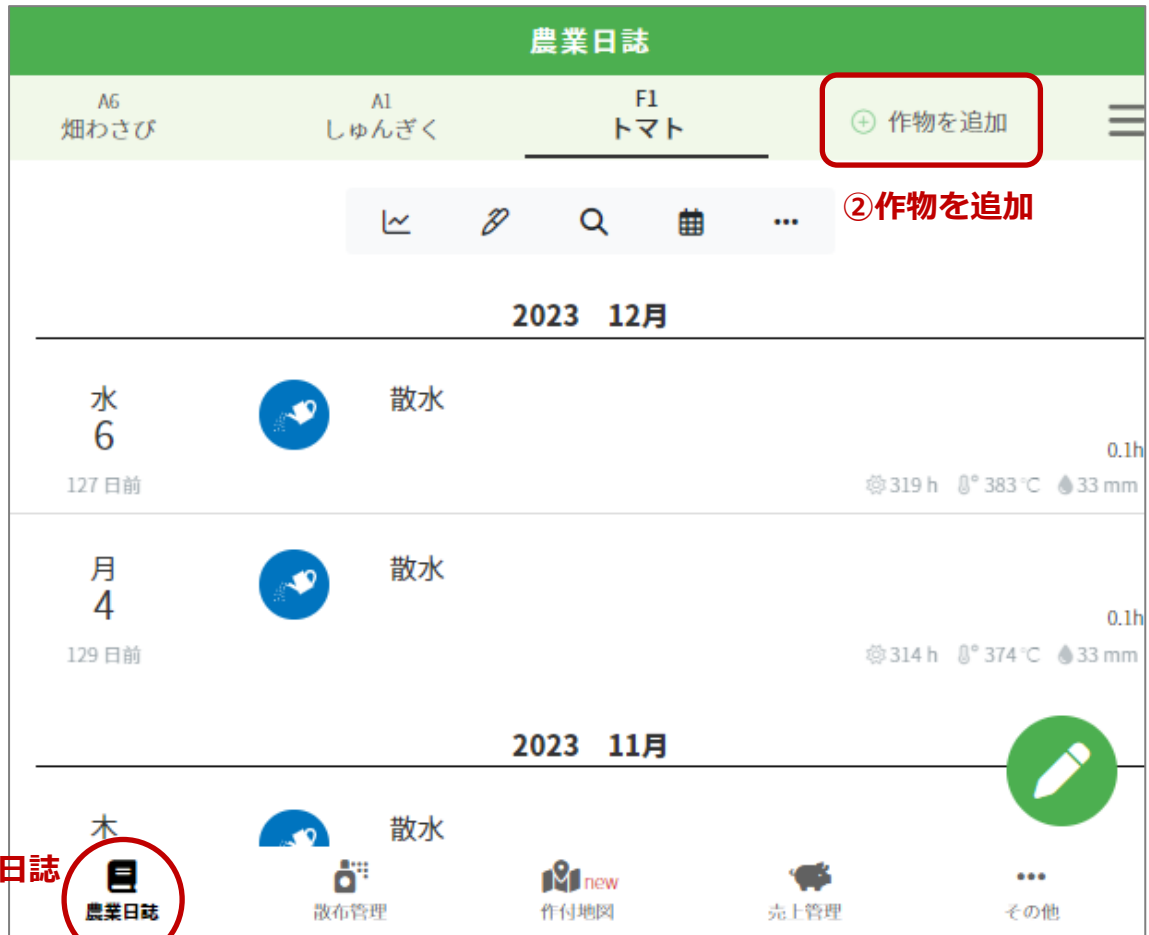 農業日誌
A6
畑わさび
A1
しゅんぎく
F1
トマト
作物を追加
②作物を追加
2023 12月
水
6
127 日前
散水
0.1h
319 h 383 ℃ 33 mm
月
4
129 日前
散水
0.1h
314 h 374 ℃ 33 mm
2023 11月
木
散水
日誌
農業日誌
散布管理
new
作付地図
売上管理
その他